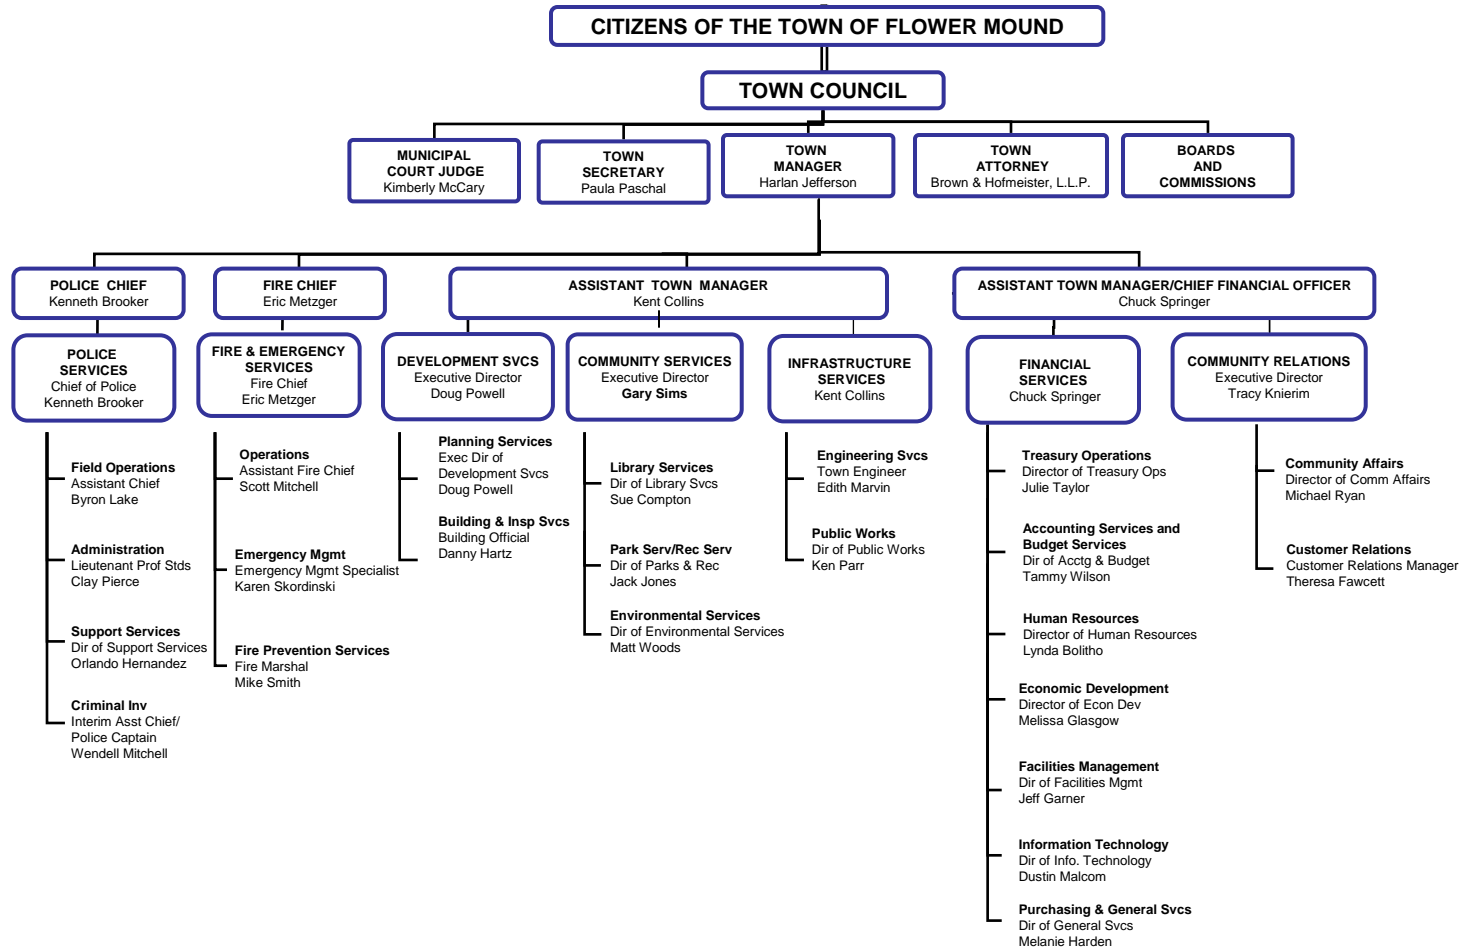 CITIZENS OF THE TOWN OF FLOWER MOUND
TOWN COUNCIL
MUNICIPAL
COURT JUDGE
Kimberly McCary
TOWN
SECRETARY
Paula Paschal
TOWN
MANAGER
Harlan Jefferson
TOWN
ATTORNEY
Brown & Hofmeister, L.L.P.
BOARDS
AND
COMMISSIONS
POLICE CHIEF
Kenneth Brooker
FIRE CHIEF
Eric Metzger
ASSISTANT TOWN MANAGER
Kent Collins
ASSISTANT TOWN MANAGER/CHIEF FINANCIAL OFFICER
Chuck Springer
POLICE
SERVICES
Chief of Police
Kenneth Brooker
FIRE & EMERGENCY
SERVICES
Fire Chief
Eric Metzger
DEVELOPMENT SVCS
Executive Director
Doug Powell
COMMUNITY SERVICES
Executive Director
Gary Sims
INFRASTRUCTURE
SERVICES
Kent Collins
FINANCIAL
SERVICES
Chuck Springer
COMMUNITY RELATIONS
Executive Director
Tracy Knierim
Field Operations
Assistant Chief
Byron Lake
Administration
Lieutenant Prof Stds
Clay Pierce
Support Services
Dir of Support Services
Orlando Hernandez
Criminal Inv
Interim Asst Chief/
Police Captain
Wendell Mitchell
Operations
Assistant Fire Chief
Scott Mitchell
Emergency Mgmt
Emergency Mgmt Specialist
Karen Skordinski
Fire Prevention Services
Fire Marshal
Mike Smith
Planning Services
Exec Dir of
Development Svcs
Doug Powell
Building & Insp Svcs
Building Official
Danny Hartz
Library Services
Dir of Library Svcs
Sue Compton
Park Serv/Rec Serv
Dir of Parks & Rec
Jack Jones
Environmental Services
Dir of Environmental Services
Matt Woods
Engineering Svcs
Town Engineer
Edith Marvin
Public Works
Dir of Public Works
Ken Parr
Treasury Operations
Director of Treasury Ops
Julie Taylor
Accounting Services and
Budget Services
Dir of Acctg & Budget
Tammy Wilson
Human Resources
Director of Human Resources
Lynda Bolitho
Economic Development
Director of Econ Dev
Melissa Glasgow
Facilities Management
Dir of Facilities Mgmt
Jeff Garner
Information Technology
Dir of Info. Technology
Dustin Malcom
Purchasing & General Svcs
Dir of General Svcs
Melanie Harden
Community Affairs
Director of Comm Affairs
Michael Ryan
Customer Relations
Customer Relations Manager
Theresa Fawcett